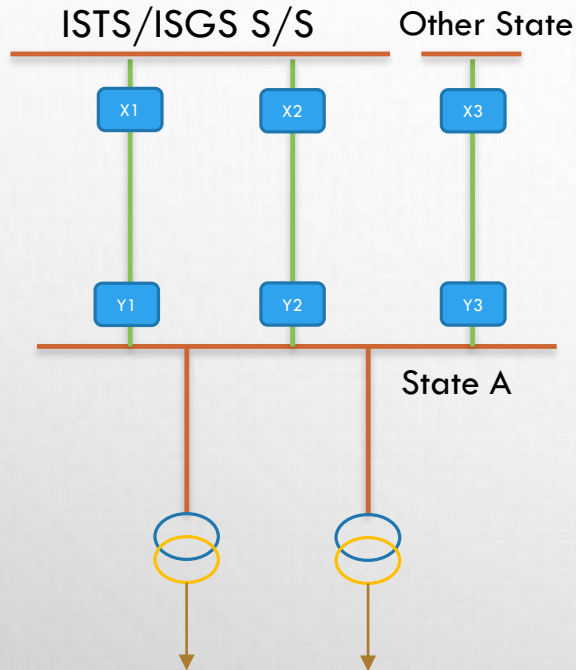 ISTS/ISGS S/S
Other State
X1
X2
X3
Y1
Y2
Y3
State A